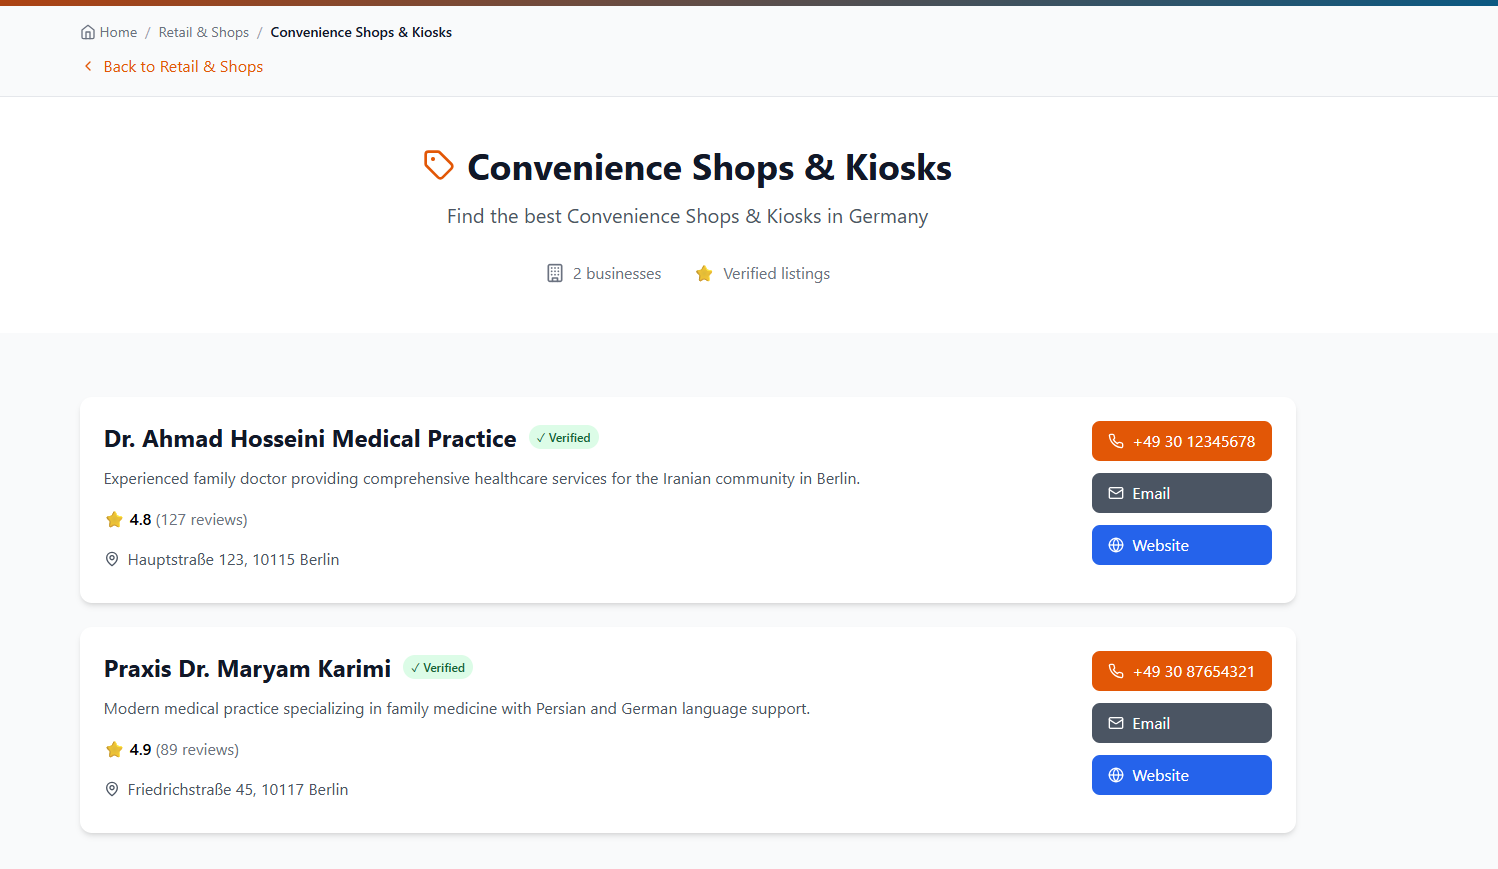 Home / Retail & Shops / Convenience Shops & Kiosks
Back to Retail & Shops
Convenience Shops & Kiosks
Find the best Convenience Shops & Kiosks in Germany
2 businesses Verified listings
Dr. Ahmad Hosseini Medical Practice ✓ Verified
Experienced family doctor providing comprehensive healthcare services for the Iranian community in Berlin.
4.8 (127 reviews)
Hauptstraße 123, 10115 Berlin
+49 30 12345678
Email
Website
Praxis Dr. Maryam Karimi ✓ Verified
Modern medical practice specializing in family medicine with Persian and German language support.
4.9 (89 reviews)
Friedrichstraße 45, 10117 Berlin
+49 30 87654321
Email
Website